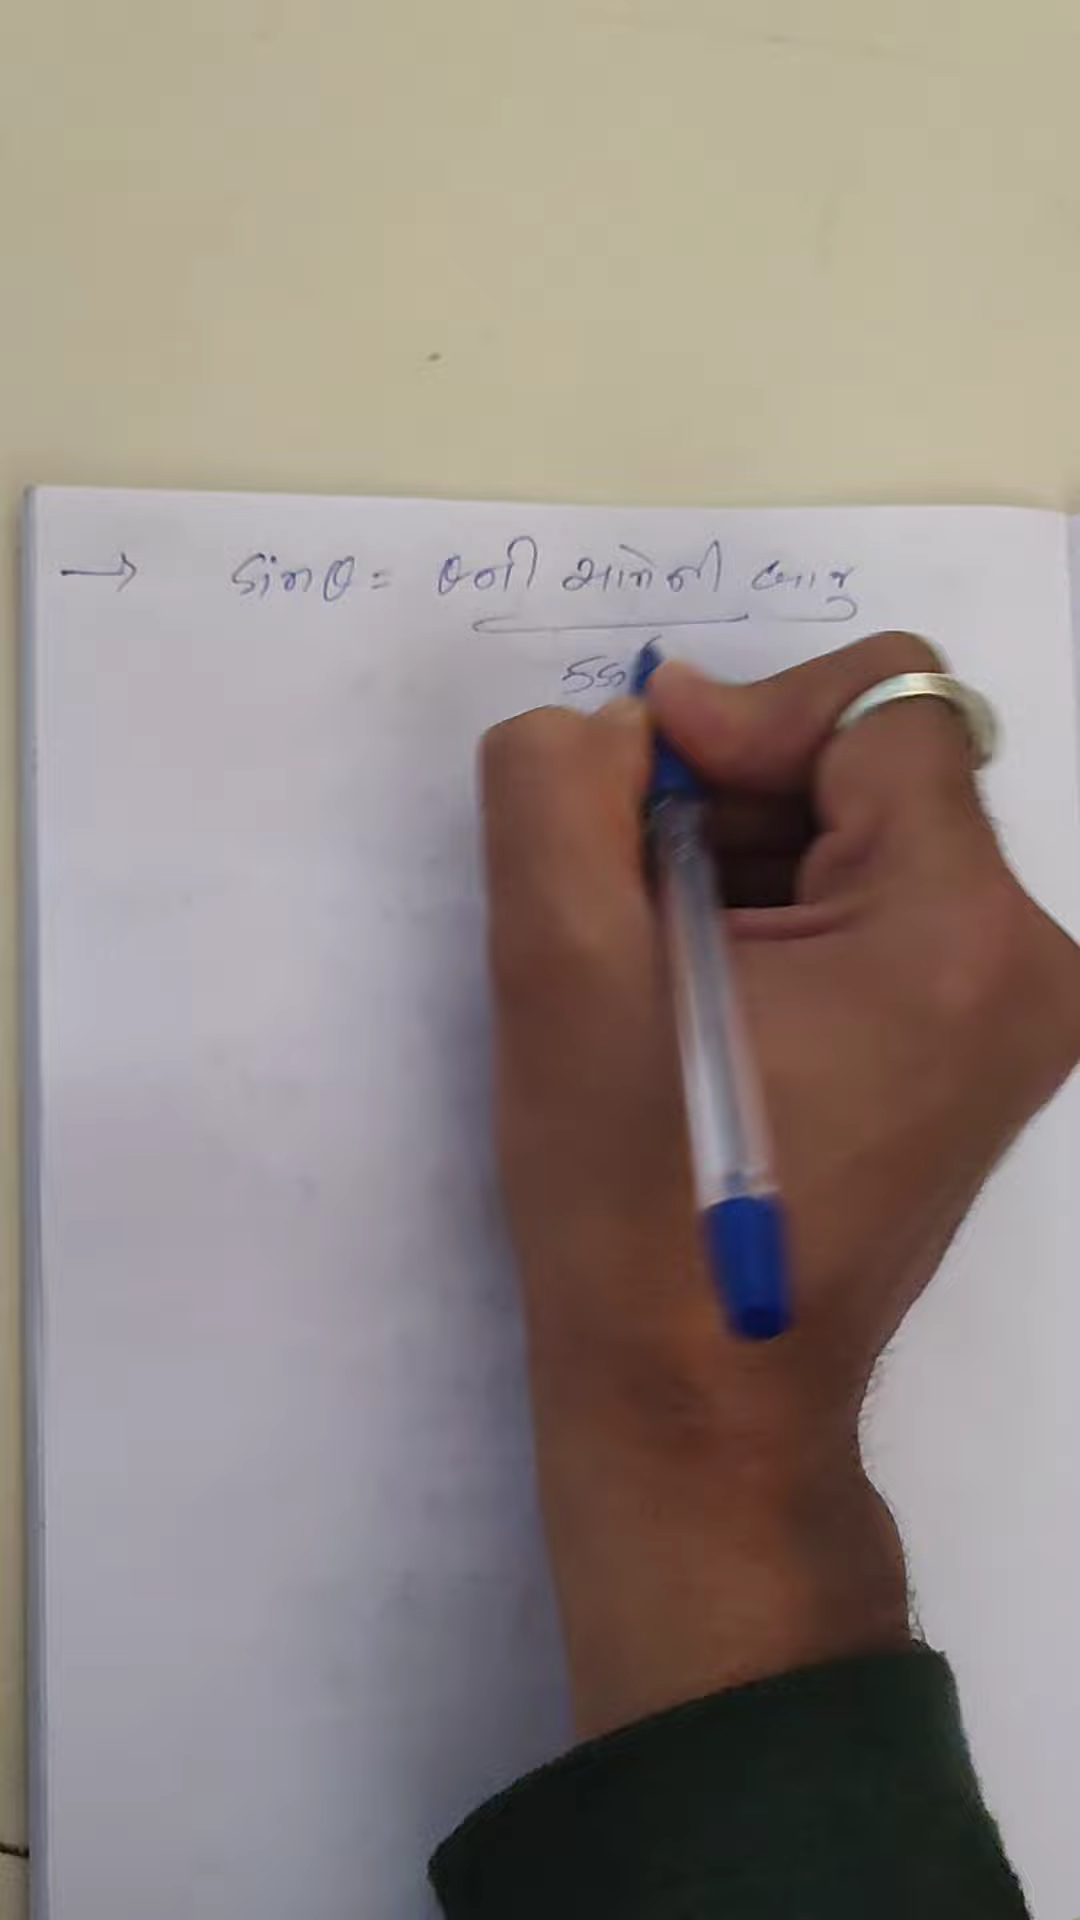 → sinθ = θની સામેની બાજુ